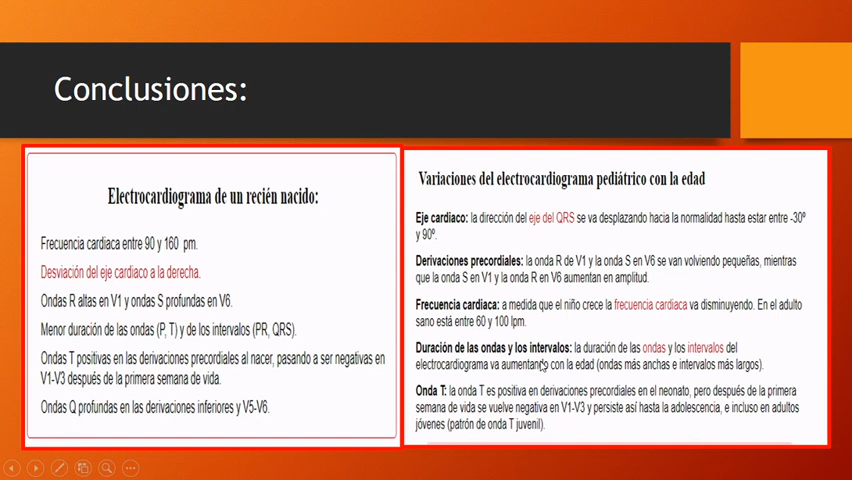 Conclusiones:
Electrocardiograma de un recién nacido:
Frecuencia cardiaca entre 90 y 160 pm.
Desviación del eje cardiaco a la derecha.
Ondas R altas en V1 y ondas S profundas en V6.
Menor duración de las ondas (P, T) y de los intervalos (PR, QRS).
Ondas T positivas en las derivaciones precordiales al nacer, pasando a ser negativas en
V1-V3 después de la primera semana de vida.
Ondas Q profundas en las derivaciones inferiores y V5-V6.
Variaciones del electrocardiograma pediátrico con la edad
Eje cardiaco: la dirección del eje del QRS se va desplazando hacia la normalidad hasta estar entre -30º
y 90º.
Derivaciones precordiales: la onda R de V1 y la onda S en V6 se van volviendo pequeñas, mientras
que la onda S en V1 y la onda R en V6 aumentan en amplitud.
Frecuencia cardiaca: a medida que el niño crece la frecuencia cardiaca va disminuyendo. En el adulto
sano está entre 60 y 100 lpm.
Duración de las ondas y los intervalos: la duración de las ondas y los intervalos del
electrocardiograma va aumentando con la edad (ondas más anchas e intervalos más largos).
Onda T: la onda T es positiva en derivaciones precordiales en el neonato, pero después de la primera
semana de vida se vuelve negativa en V1-V3 y persiste así hasta la adolescencia, e incluso en adultos
jóvenes (patrón de onda T juvenil).